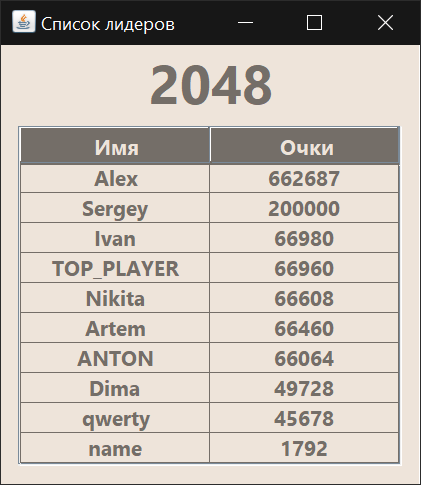 Список лидеров
2048
Имя Очки
Alex 662687
Sergey 200000
Ivan 66980
TOP_PLAYER 66960
Nikita 66608
Artem 66460
ANTON 66064
Dima 49728
qwerty 45678
name 1792